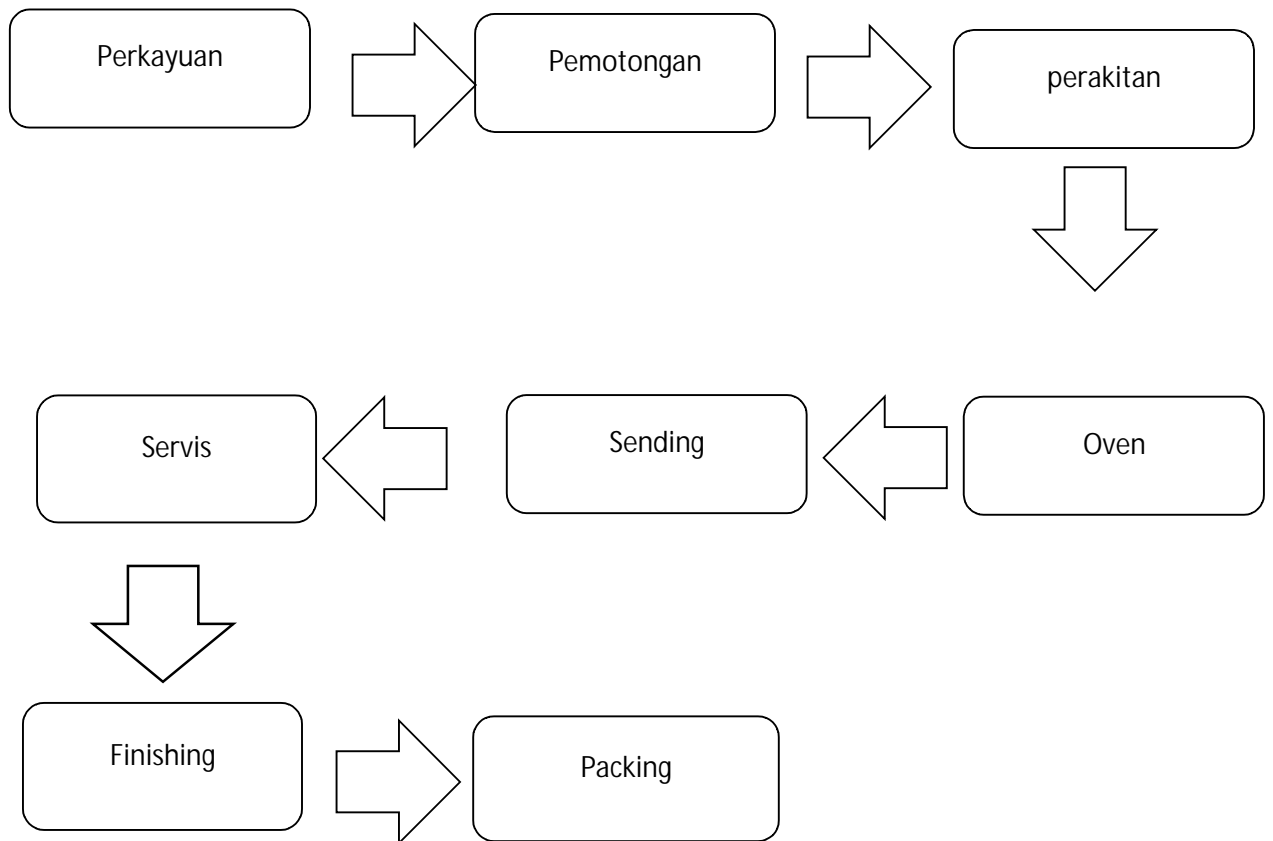 Perkayuan
Pemotongan
perakitan
Oven
Sending
Servis
Finishing
Packing